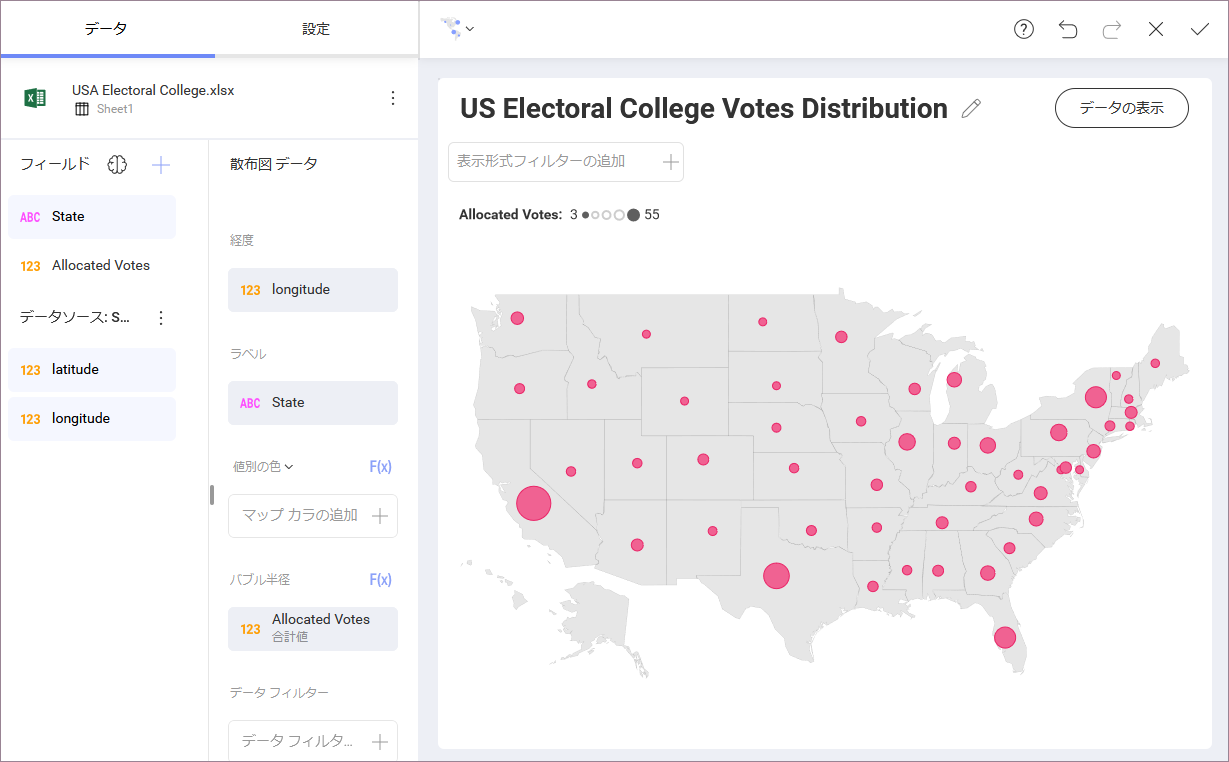 データ
設定
USA Electoral College.xlsx
Sheet1
フィールド
ABC State
123 Allocated Votes
データソース: S...
123 latitude
123 longitude
散布図 データ
経度
123 longitude
ラベル
ABC State
値別の色
F(x)
マップ カラの追加
バブル半径
F(x)
123 Allocated Votes
合計値
データ フィルター
データ フィルタ...
US Electoral College Votes Distribution
データの表示
表示形式フィルターの追加
Allocated Votes: 3 55